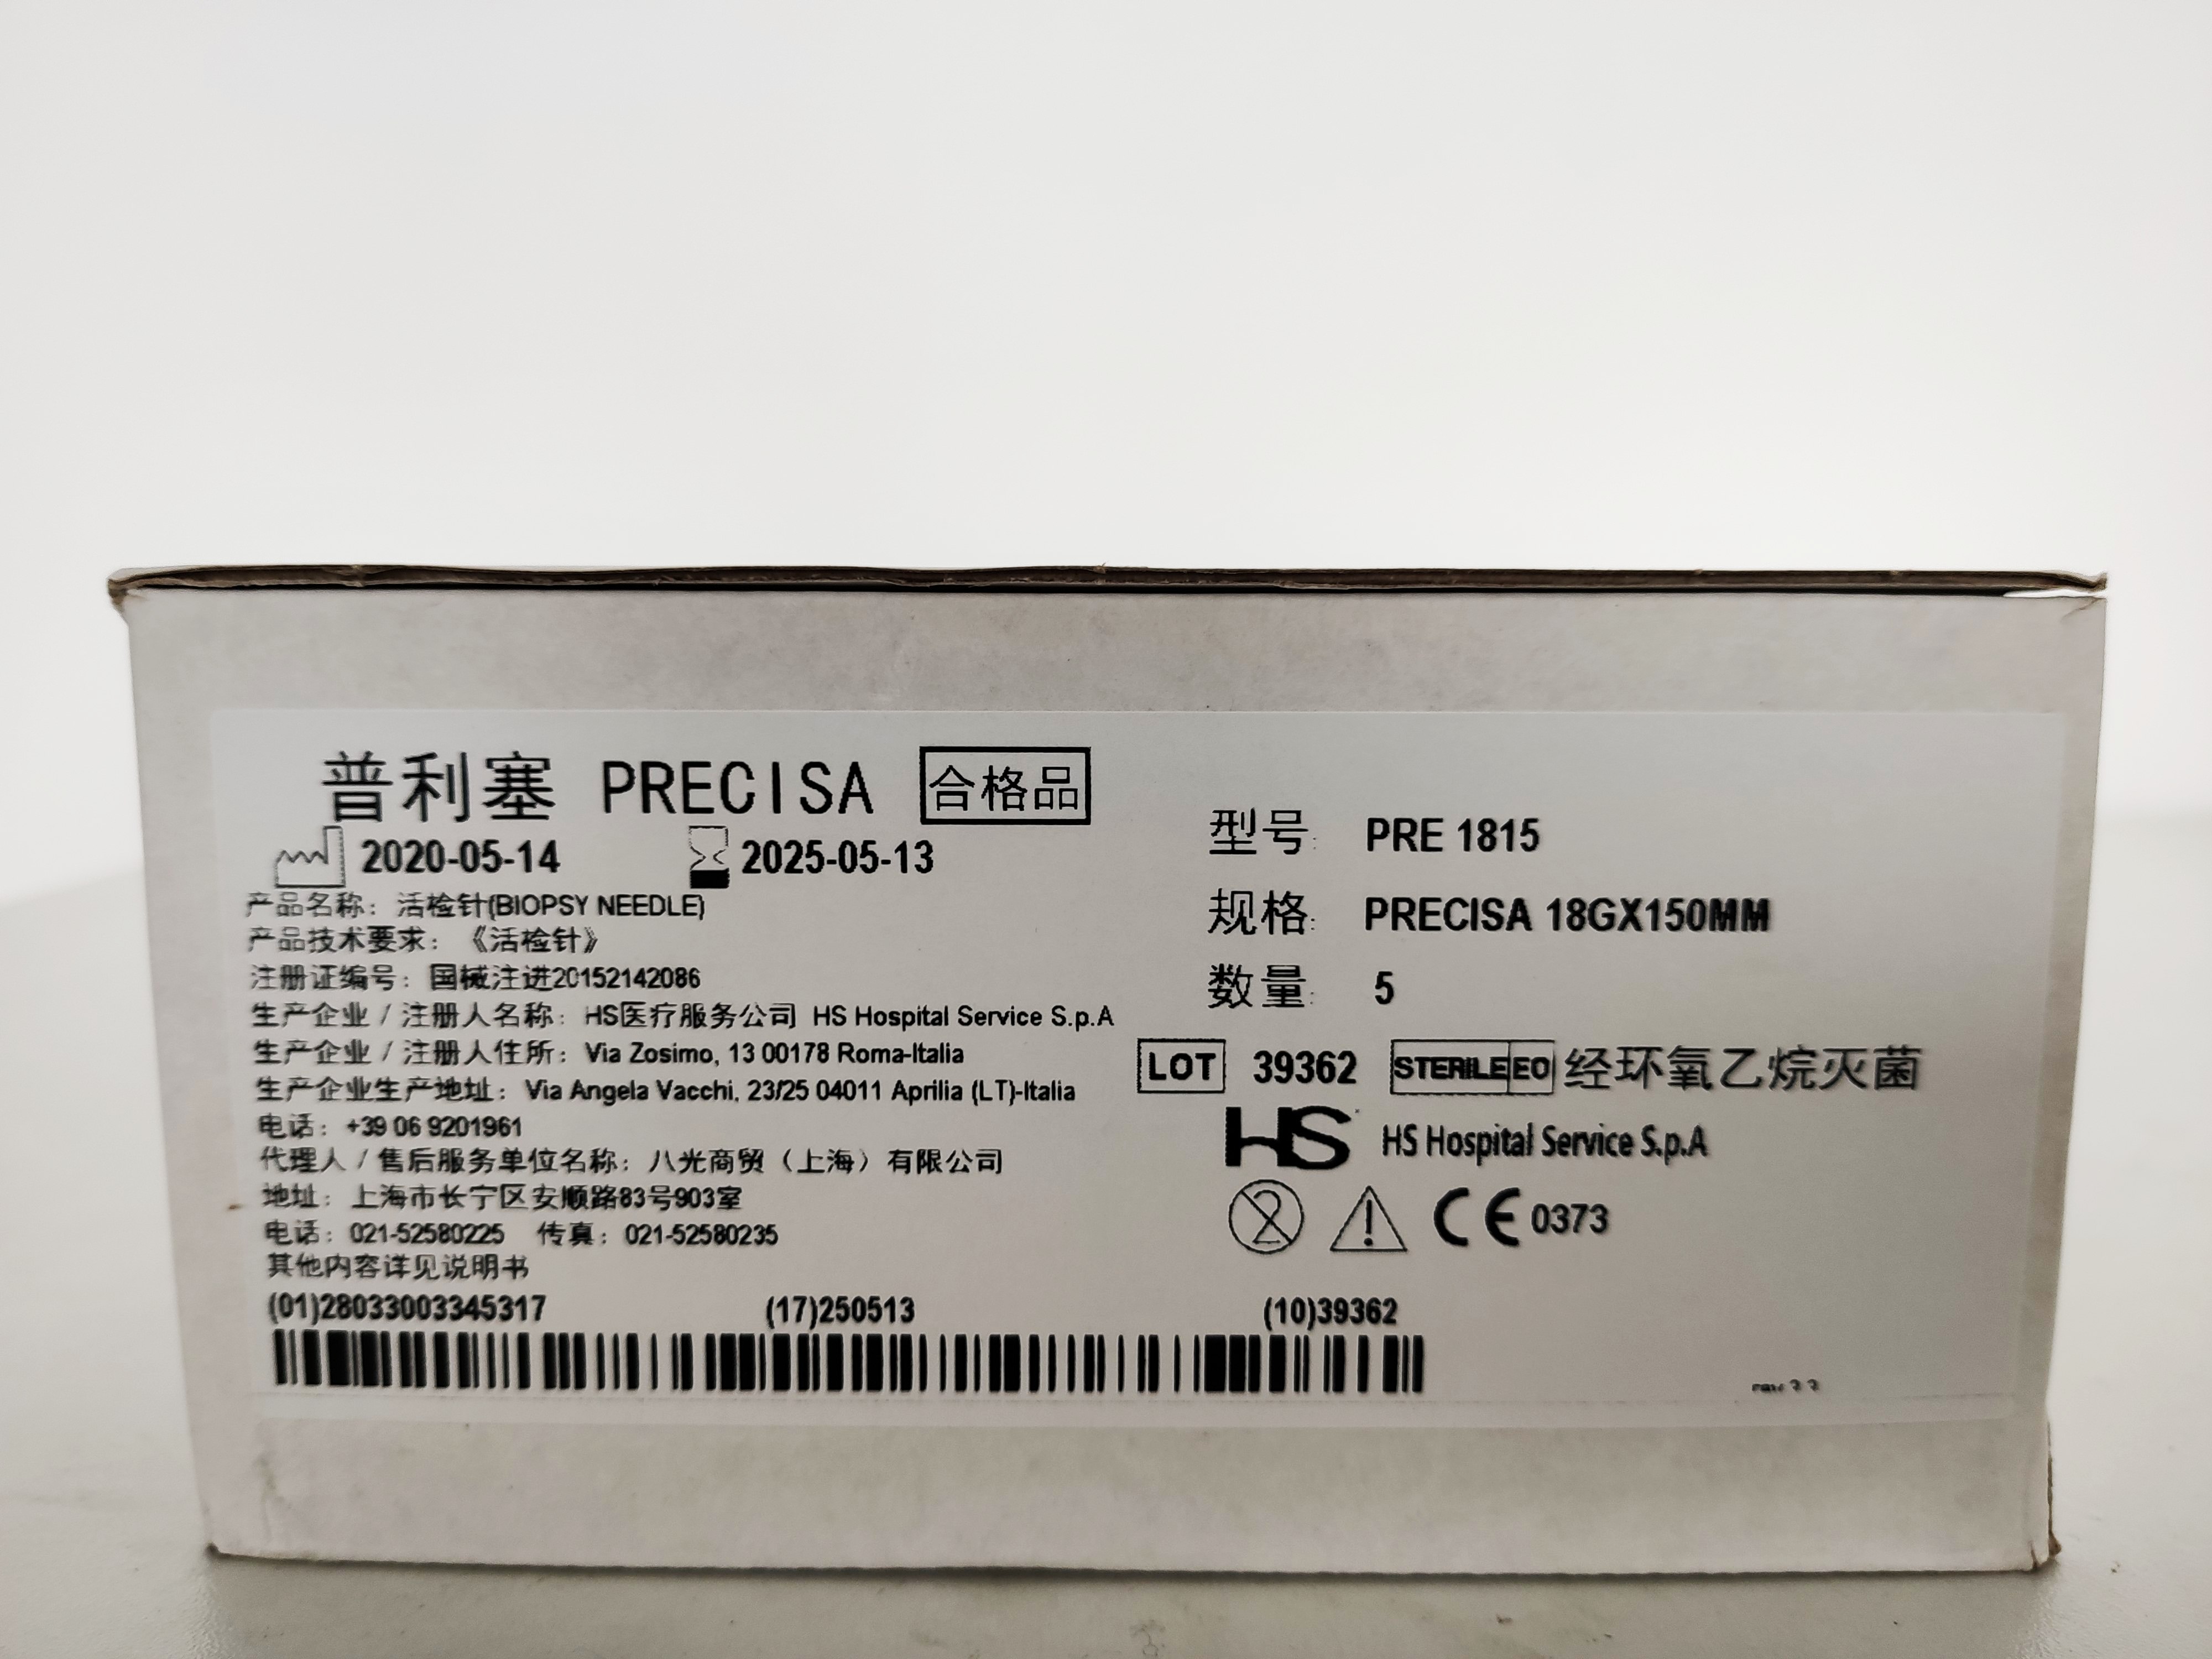 普利塞 PRECISA 合格品
2020-05-14 2025-05-13
产品名称：活检针(BIOPSY NEEDLE)
产品技术要求：《活检针》
注册证编号：国械注进20152142086
生产企业 / 注册人名称：HS医疗服务公司 HS Hospital Service S.p.A
生产企业 / 注册人住所：Via Zosimo, 13 00178 Roma-Italia
生产企业生产地址：Via Angela Vacchi, 23/25 04011 Aprilia (LT)-Italia
电话：+39 06 9201961
代理人 / 售后服务单位名称：八光商贸（上海）有限公司
地址：上海市长宁区安顺路83号903室
电话：021-52580225 传真：021-52580235
其他内容详见说明书
(01)28033003345317 (17)250513 (10)39362
型号: PRE 1815
规格: PRECISA 18GX150MM
数量: 5
LOT 39362 STERILE EO 经环氧乙烷灭菌
HS HS Hospital Service S.p.A
2 ! CE 0373